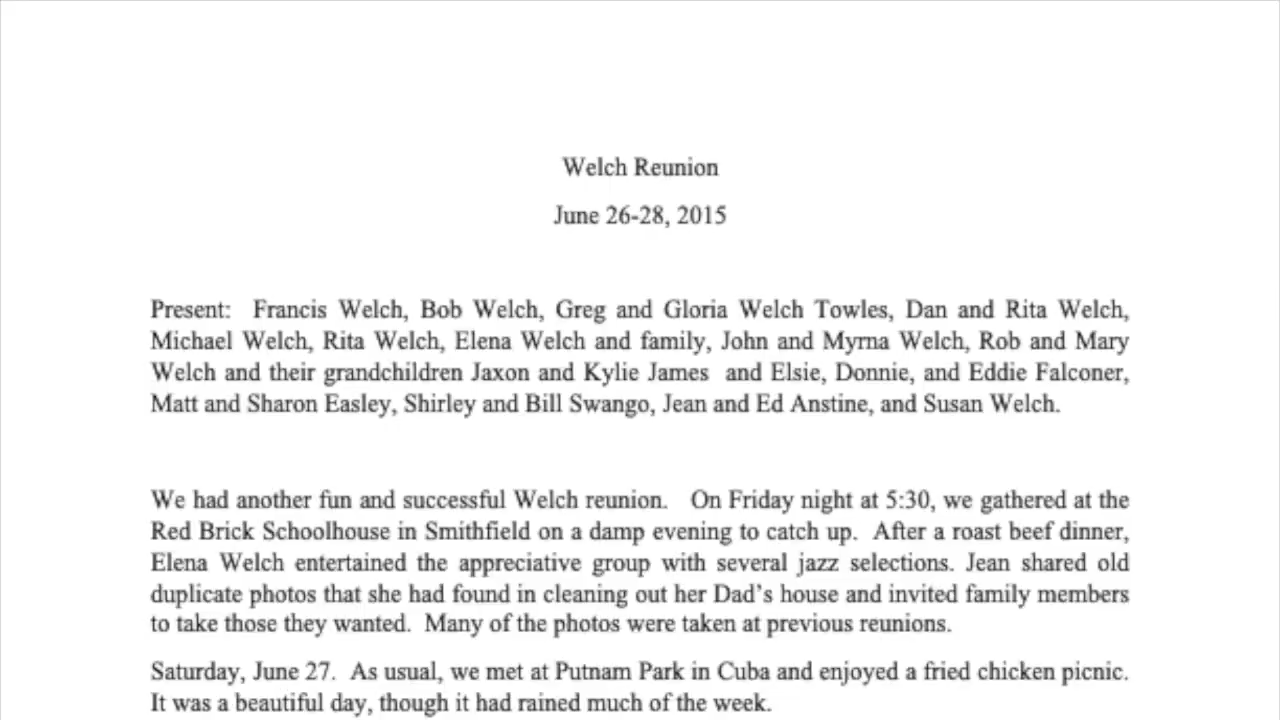 Welch Reunion
June 26-28, 2015
Present:  Francis Welch, Bob Welch, Greg and Gloria Welch Towles, Dan and Rita Welch,
Michael Welch, Rita Welch, Elena Welch and family, John and Myrna Welch, Rob and Mary
Welch and their grandchildren Jaxon and Kylie James  and Elsie, Donnie, and Eddie Falconer,
Matt and Sharon Easley, Shirley and Bill Swango, Jean and Ed Anstine, and Susan Welch.
We had another fun and successful Welch reunion.   On Friday night at 5:30, we gathered at the
Red Brick Schoolhouse in Smithfield on a damp evening to catch up.  After a roast beef dinner,
Elena Welch entertained the appreciative group with several jazz selections. Jean shared old
duplicate photos that she had found in cleaning out her Dad’s house and invited family members
to take those they wanted.  Many of the photos were taken at previous reunions.
Saturday, June 27.  As usual, we met at Putnam Park in Cuba and enjoyed a fried chicken picnic.
It was a beautiful day, though it had rained much of the week.